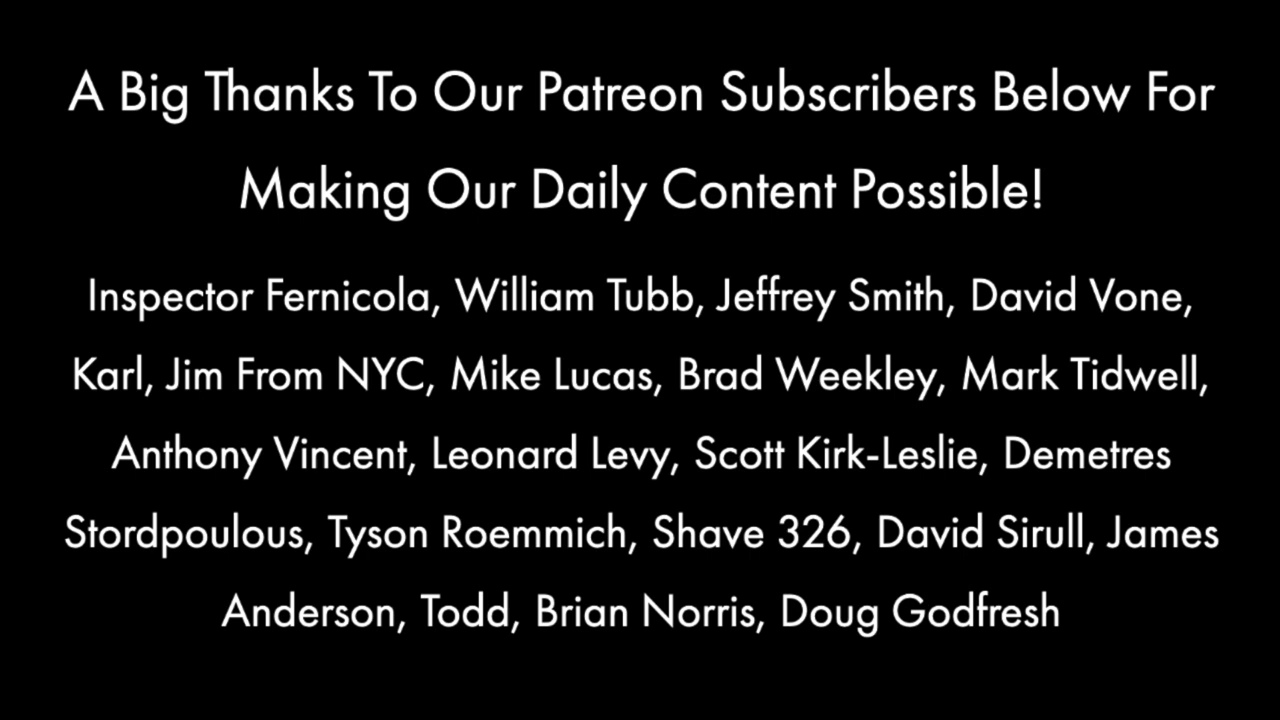 A Big Thanks To Our Patreon Subscribers Below For
Making Our Daily Content Possible!
Inspector Fernicola, William Tubb, Jeffrey Smith, David Vone,
Karl, Jim From NYC, Mike Lucas, Brad Weekley, Mark Tidwell,
Anthony Vincent, Leonard Levy, Scott Kirk-Leslie, Demetres
Stordpoulous, Tyson Roemmich, Shave 326, David Sirull, James
Anderson, Todd, Brian Norris, Doug Godfresh